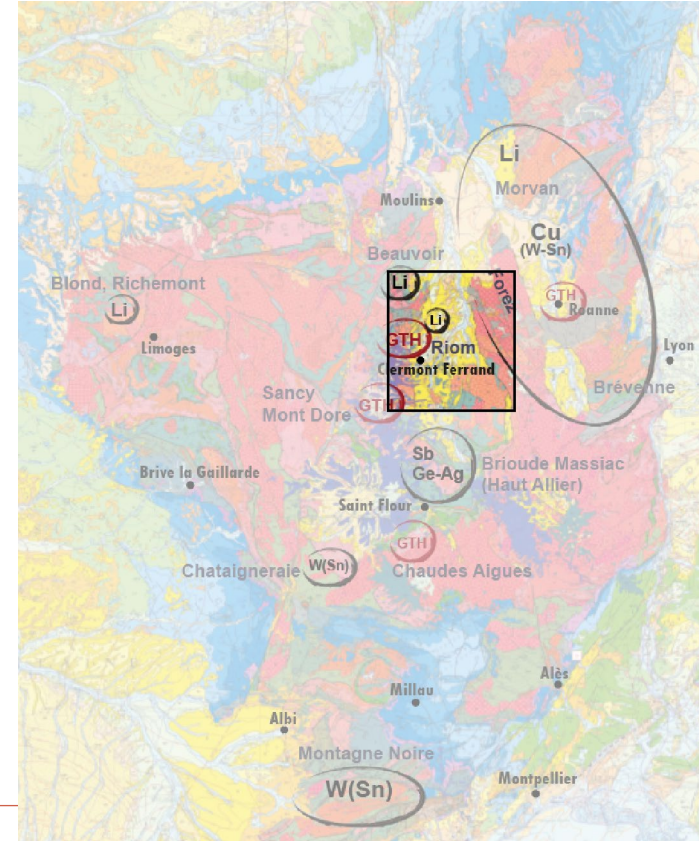 Li
Morvan
Moulins
Cu
(W-Sn)
Beauvoir
Li
Forez
Blond, Richemont
Li
GTH
Roanne
Li
GTH
Riom
Limoges
Lyon
Clermont Ferrand
Sancy
Mont Dore
GTH
Brévenne
Sb
Ge-Ag
Brioude Massiac
(Haut Allier)
Brive la Gaillarde
Saint Flour
GTH
Chataigneraie
W(Sn)
Chaudes Aigues
Alès
Millau
Albi
Montagne Noire
Montpellier
W(Sn)